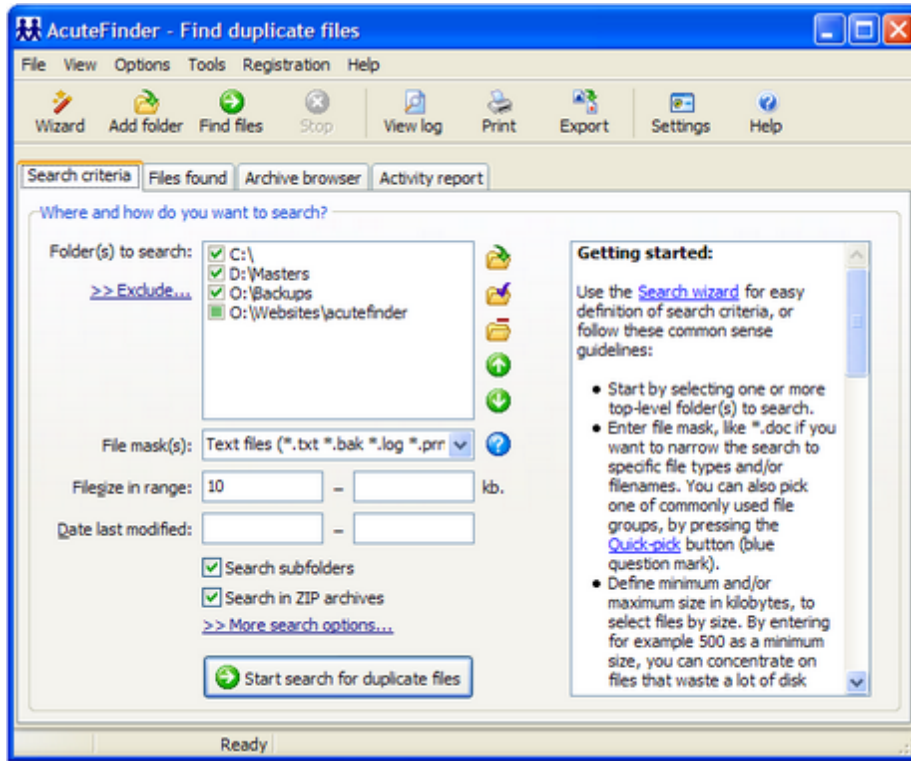 AcuteFinder - Find duplicate files
File View Options Tools Registration Help
Wizard Add folder Find files Stop View log Print Export Settings Help
Search criteria Files found Archive browser Activity report
Where and how do you want to search?
Folder(s) to search:
>> Exclude...
C:\
D:\Masters
O:\Backups
O:\Websites\acutefinder
File mask(s): Text files (*.txt *.bak *.log *.prn
Filesize in range: 10 – kb.
Date last modified: –
Search subfolders
Search in ZIP archives
>> More search options...
Start search for duplicate files
Getting started:
Use the Search wizard for easy
definition of search criteria, or
follow these common sense
guidelines:
• Start by selecting one or more
top-level folder(s) to search.
• Enter file mask, like *.doc if you
want to narrow the search to
specific file types and/or
filenames. You can also pick
one of commonly used file
groups, by pressing the
Quick-pick button (blue
question mark).
• Define minimum and/or
maximum size in kilobytes, to
select files by size. By entering
for example 500 as a minimum
size, you can concentrate on
files that waste a lot of disk
Ready